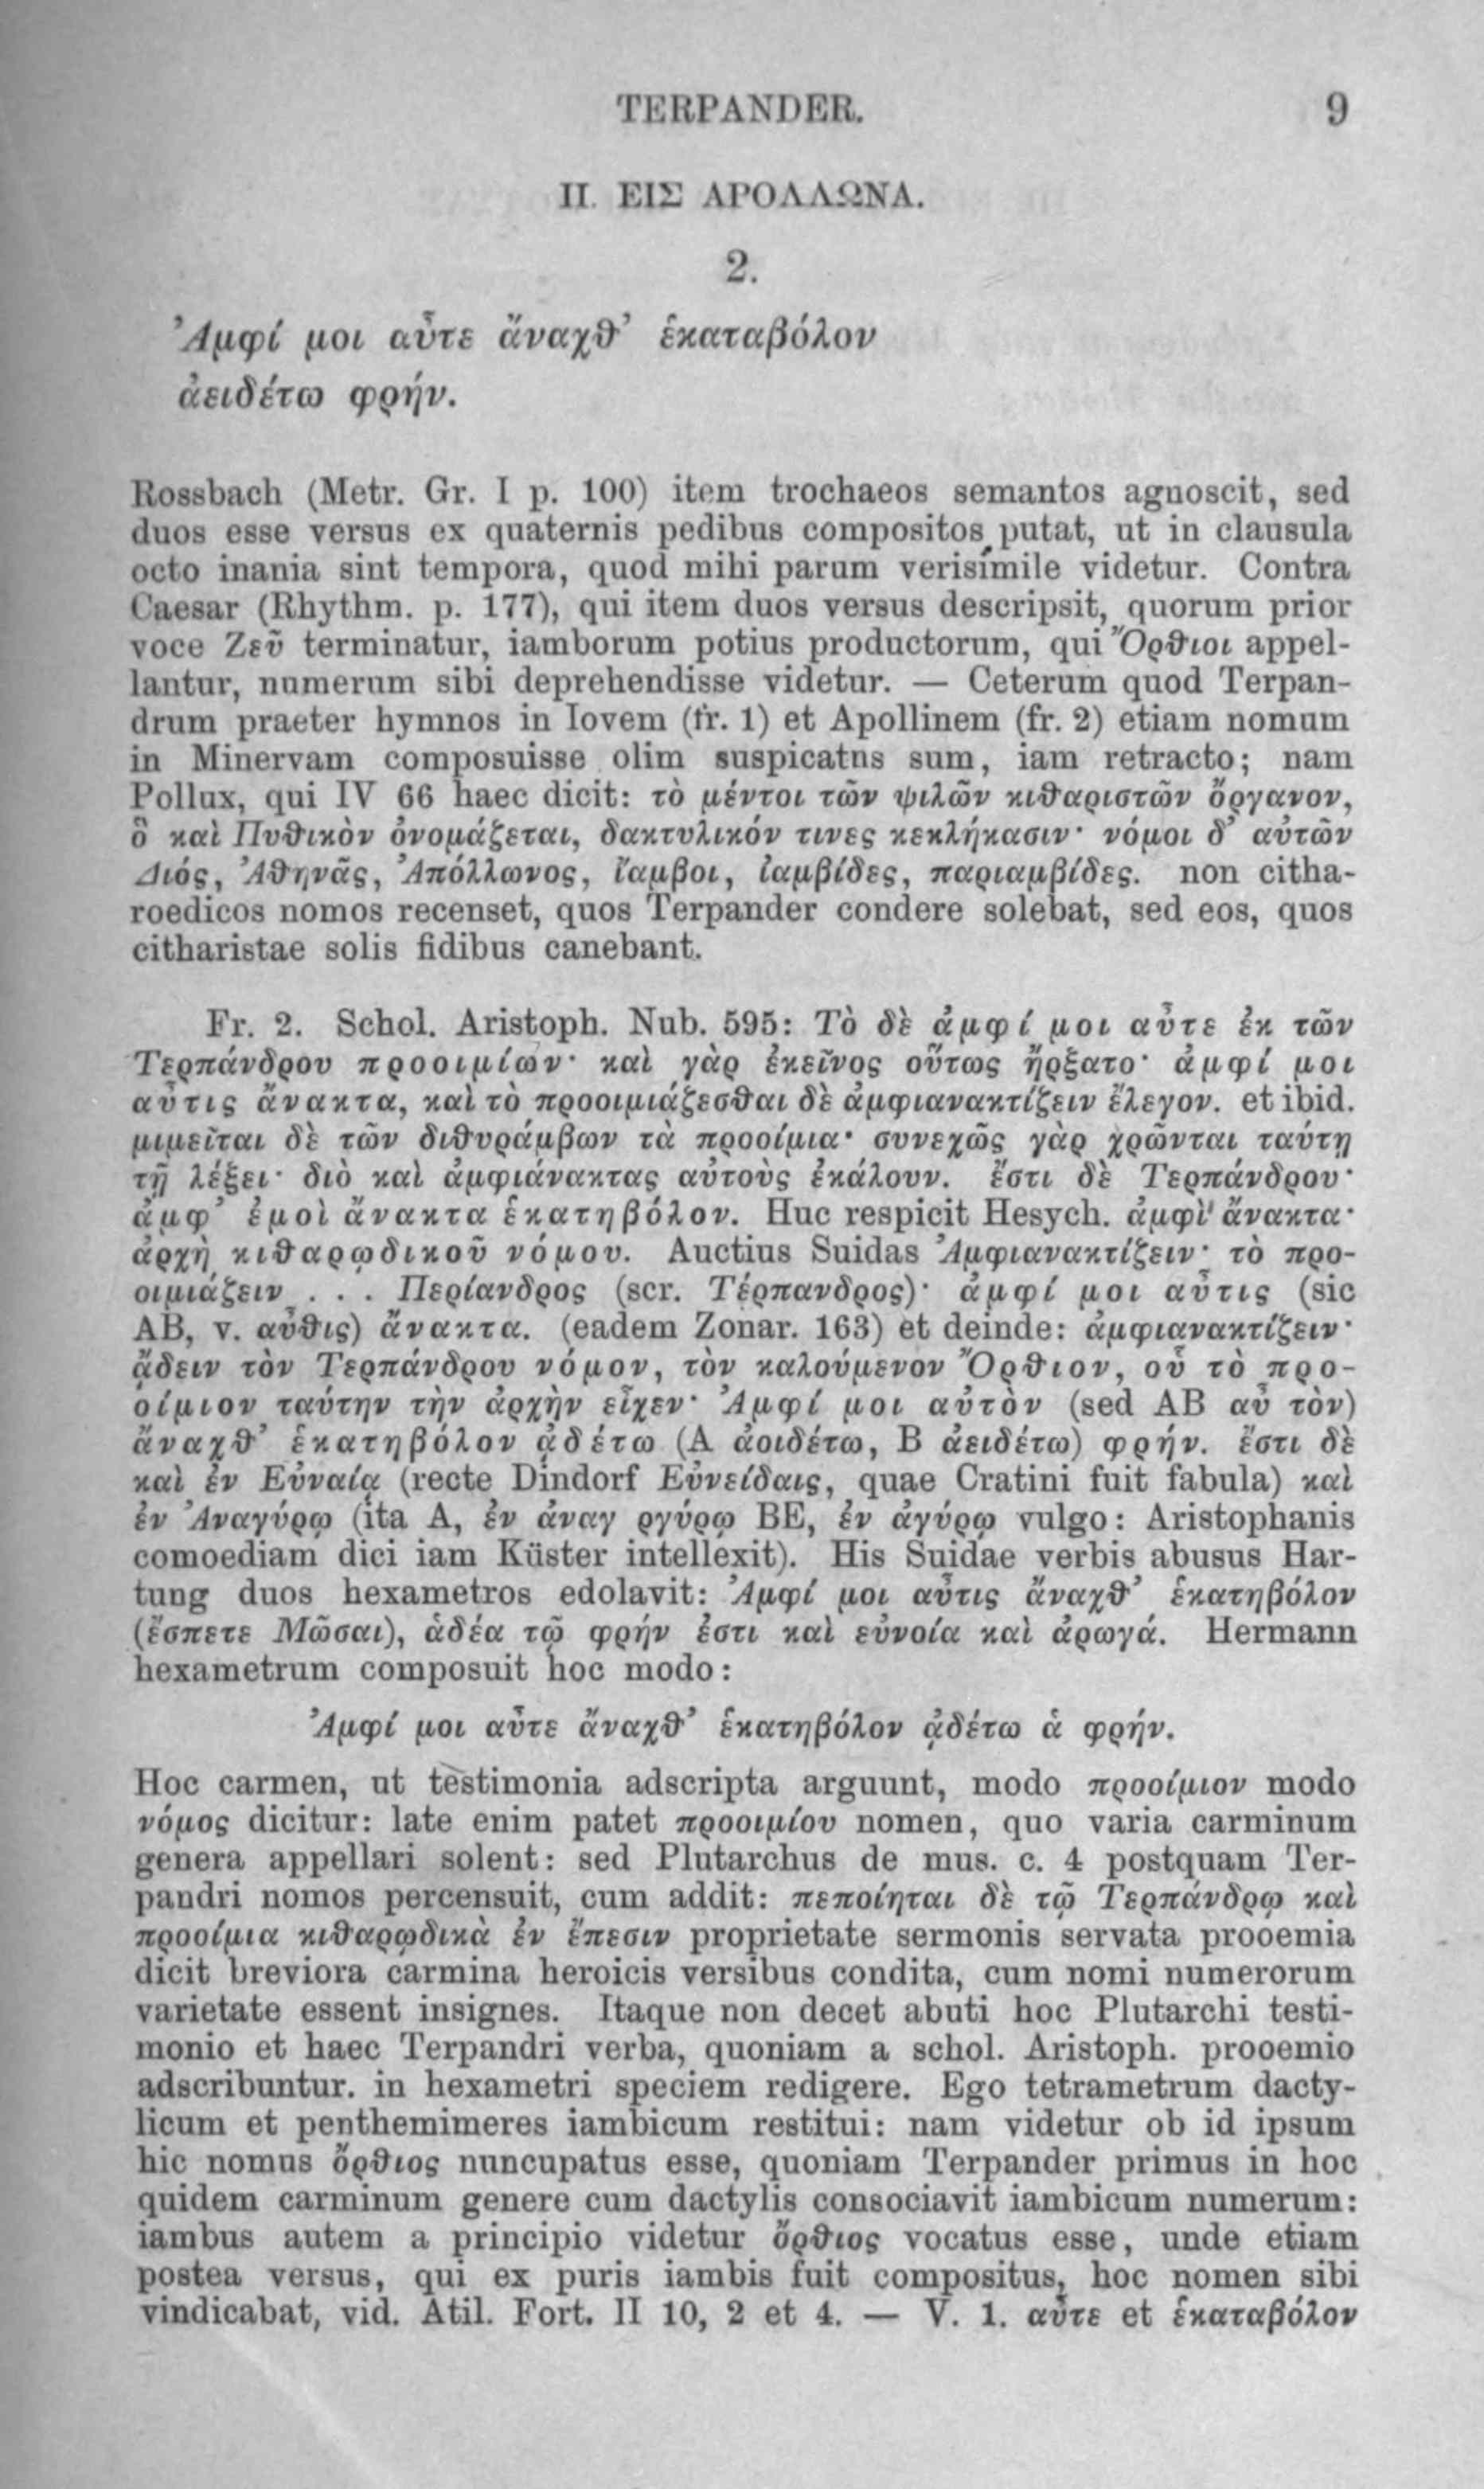 TERPANDER. 9
II. ΕΙΣ ΑΡΟΛΛΩΝΑ.
2.
Ἀμφί μοι αὖτε ἄναχθ’ ἑκαταβόλον
ἀειδέτω φρήν.
Rossbach (Metr. Gr. I p. 100) item trochaeos semantos agnoscit, sed
duos esse versus ex quaternis pedibus compositos putat, ut in clausula
octo inania sint tempora, quod mihi parum verisimile videtur. Contra
Caesar (Rhythm. p. 177), qui item duos versus descripsit, quorum prior
voce Ζεῦ terminatur, iamborum potius productorum, qui Ὄρθιοι appel-
lantur, numerum sibi deprehendisse videtur. — Ceterum quod Terpan-
drum praeter hymnos in Iovem (fr. 1) et Apollinem (fr. 2) etiam nomum
in Minervam composuisse olim suspicatus sum, iam retracto; nam
Pollux, qui IV 66 haec dicit: τὸ μέντοι τῶν ψιλῶν κιθαριστῶν ὄργανον,
ὃ καὶ Πυθικὸν ὀνομάζεται, δακτυλικόν τινες κεκλήκασιν· νόμοι δ’ αὐτῶν
Διός, Ἀθηνᾶς, Ἀπόλλωνος, ἴαμβοι, ἰαμβίδες, παριαμβίδες. non citha-
roedicos nomos recenset, quos Terpander condere solebat, sed eos, quos
citharistae solis fidibus canebant.
Fr. 2. Schol. Aristoph. Nub. 595: Τὸ δὲ ἀμφί μοι αὖτε ἐκ τῶν
Τερπάνδρου προοιμίων· καὶ γὰρ ἐκεῖνος οὕτως ἤρξατο· ἀμφί μοι
αὖτις ἄνακτα, καὶ τὸ προοιμιάζεσθαι δὲ ἀμφιανακτίζειν ἔλεγον. et ibid.
μιμεῖται δὲ τῶν διθυράμβων τὰ προοίμια· συνεχῶς γὰρ χρῶνται ταύτῃ
τῇ λέξει· διὸ καὶ ἀμφιάνακτας αὐτοὺς ἐκάλουν. ἔστι δὲ Τερπάνδρου·
ἀμφ’ ἐμοὶ ἄνακτα ἑκατηβόλον. Huc respicit Hesych. ἀμφὶ ἄνακτα·
ἀρχὴ κιθαρῳδικοῦ νόμου. Auctius Suidas Ἀμφιανακτίζειν· τὸ προ-
οιμιάζειν . . . Περίανδρος (scr. Τέρπανδρος)· ἀμφί μοι αὖτις (sic
AB, v. αὖθις) ἄνακτα. (eadem Zonar. 163) et deinde: ἀμφιανακτίζειν·
ᾄδειν τὸν Τερπάνδρου νόμον, τὸν καλούμενον Ὄρθιον, οὗ τὸ προ-
οίμιον ταύτην τὴν ἀρχὴν εἶχεν· Ἀμφί μοι αὐτὸν (sed AB αὖ τὸν)
ἄναχθ’ ἑκατηβόλον ᾀδέτω (A ἀοιδέτω, B ἀειδέτω) φρήν. ἔστι δὲ
καὶ ἐν Εὐναίᾳ (recte Dindorf Εὐνείδαις, quae Cratini fuit fabula) καὶ
ἐν Ἀναγύρῳ (ita A, ἐν ἀναγ ργύρῳ BE, ἐν ἀγύρῳ vulgo: Aristophanis
comoediam dici iam Küster intellexit). His Suidae verbis abusus Har-
tung duos hexametros edolavit: Ἀμφί μοι αὖτις ἄναχθ’ ἑκατηβόλον
(ἔσπετε Μῶσαι), ἁδέα τῷ φρήν ἐστι καὶ εὐνοία καὶ ἀρωγά. Hermann
hexametrum composuit hoc modo:
Ἀμφί μοι αὖτε ἄναχθ’ ἑκατηβόλον ᾀδέτω ἁ φρήν.
Hoc carmen, ut testimonia adscripta arguunt, modo προοίμιον modo
νόμος dicitur: late enim patet προοιμίου nomen, quo varia carminum
genera appellari solent: sed Plutarchus de mus. c. 4 postquam Ter-
pandri nomos percensuit, cum addit: πεποίηται δὲ τῷ Τερπάνδρῳ καὶ
προοίμια κιθαρῳδικὰ ἐν ἔπεσιν proprietate sermonis servata prooemia
dicit breviora carmina heroicis versibus condita, cum nomi numerorum
varietate essent insignes. Itaque non decet abuti hoc Plutarchi testi-
monio et haec Terpandri verba, quoniam a schol. Aristoph. prooemio
adscribuntur. in hexametri speciem redigere. Ego tetrametrum dacty-
licum et penthemimeres iambicum restitui: nam videtur ob id ipsum
hic nomus ὄρθιος nuncupatus esse, quoniam Terpander primus in hoc
quidem carminum genere cum dactylis consociavit iambicum numerum:
iambus autem a principio videtur ὄρθιος vocatus esse, unde etiam
postea versus, qui ex puris iambis fuit compositus, hoc nomen sibi
vindicabat, vid. Atil. Fort. II 10, 2 et 4. — V. 1. αὖτε et ἑκαταβόλον